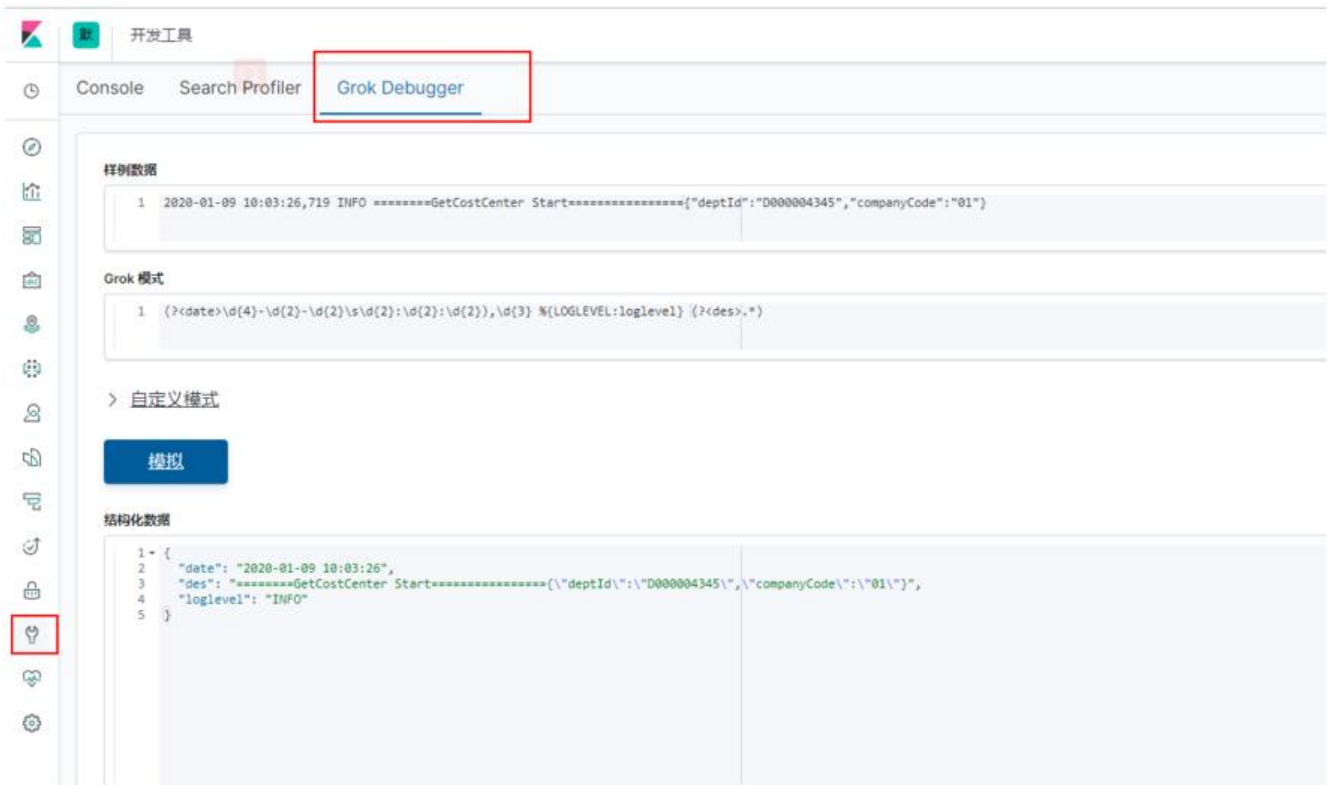 默 开发工具
Console Search Profiler Grok Debugger
样例数据
1 2020-01-09 10:03:26,719 INFO ========GetCostCenter Start================{"deptId":"D000004345","companyCode":"01"}
Grok 模式
1 (?<date>\d{4}-\d{2}-\d{2}\s\d{2}:\d{2}:\d{2}),\d{3} %{LOGLEVEL:loglevel} (?<des>.*)
自定义模式
模拟
结构化数据
1 {
2 "date": "2020-01-09 10:03:26",
3 "des": "========GetCostCenter Start================{\"deptId\":\"D000004345\",\"companyCode\":\"01\"}",
4 "loglevel": "INFO"
5 }